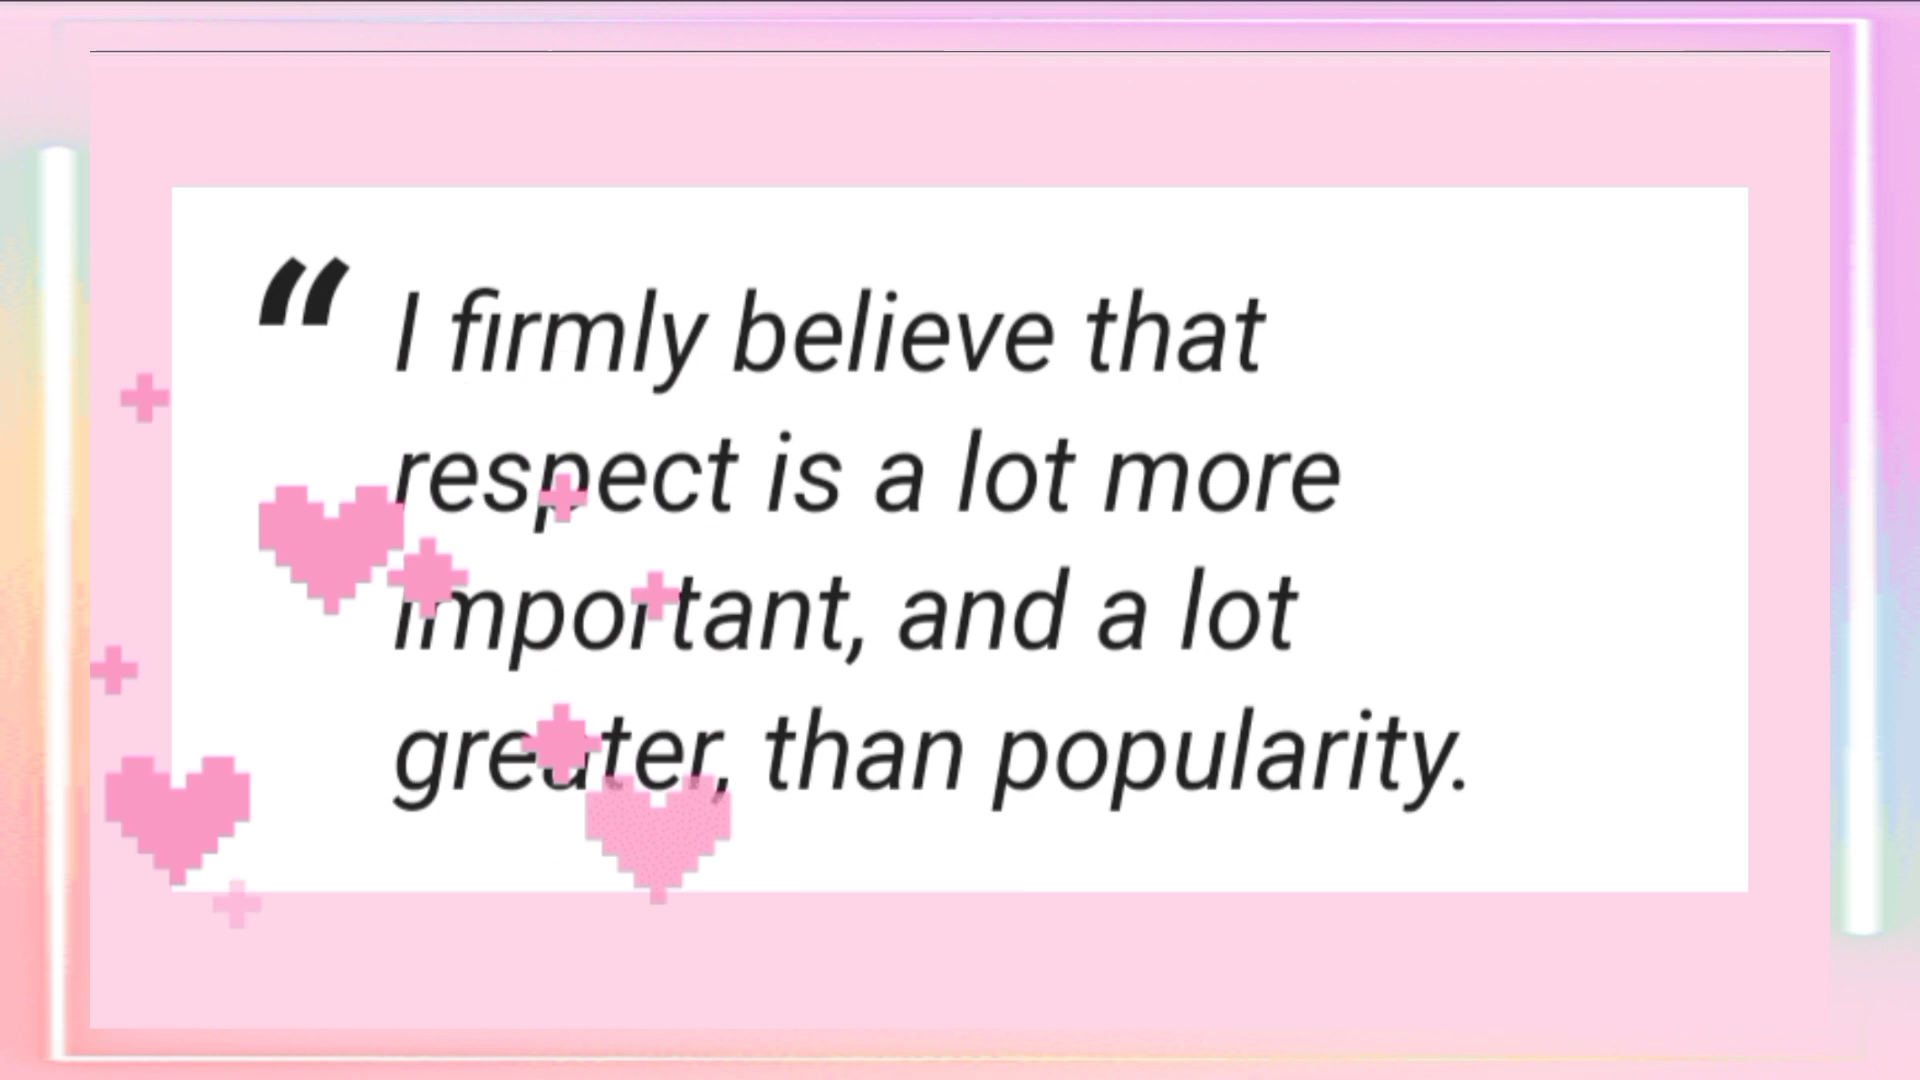 “ I firmly believe that
respect is a lot more
important, and a lot
greater, than popularity.